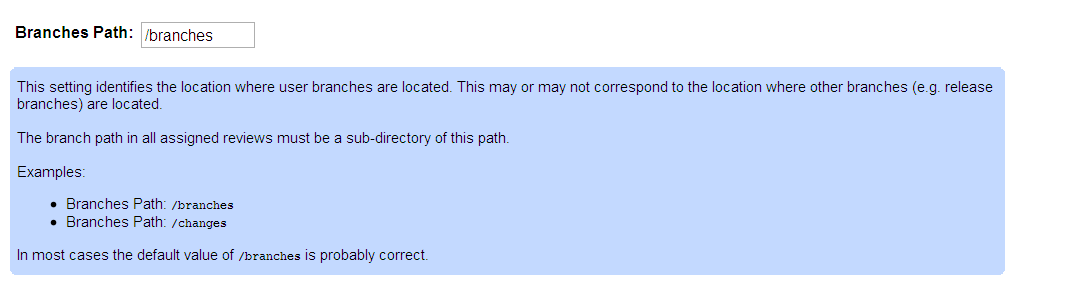 Branches Path: /branches
This setting identifies the location where user branches are located. This may or may not correspond to the location where other branches (e.g. release
branches) are located.
The branch path in all assigned reviews must be a sub-directory of this path.
Examples:
• Branches Path: /branches
• Branches Path: /changes
In most cases the default value of /branches is probably correct.